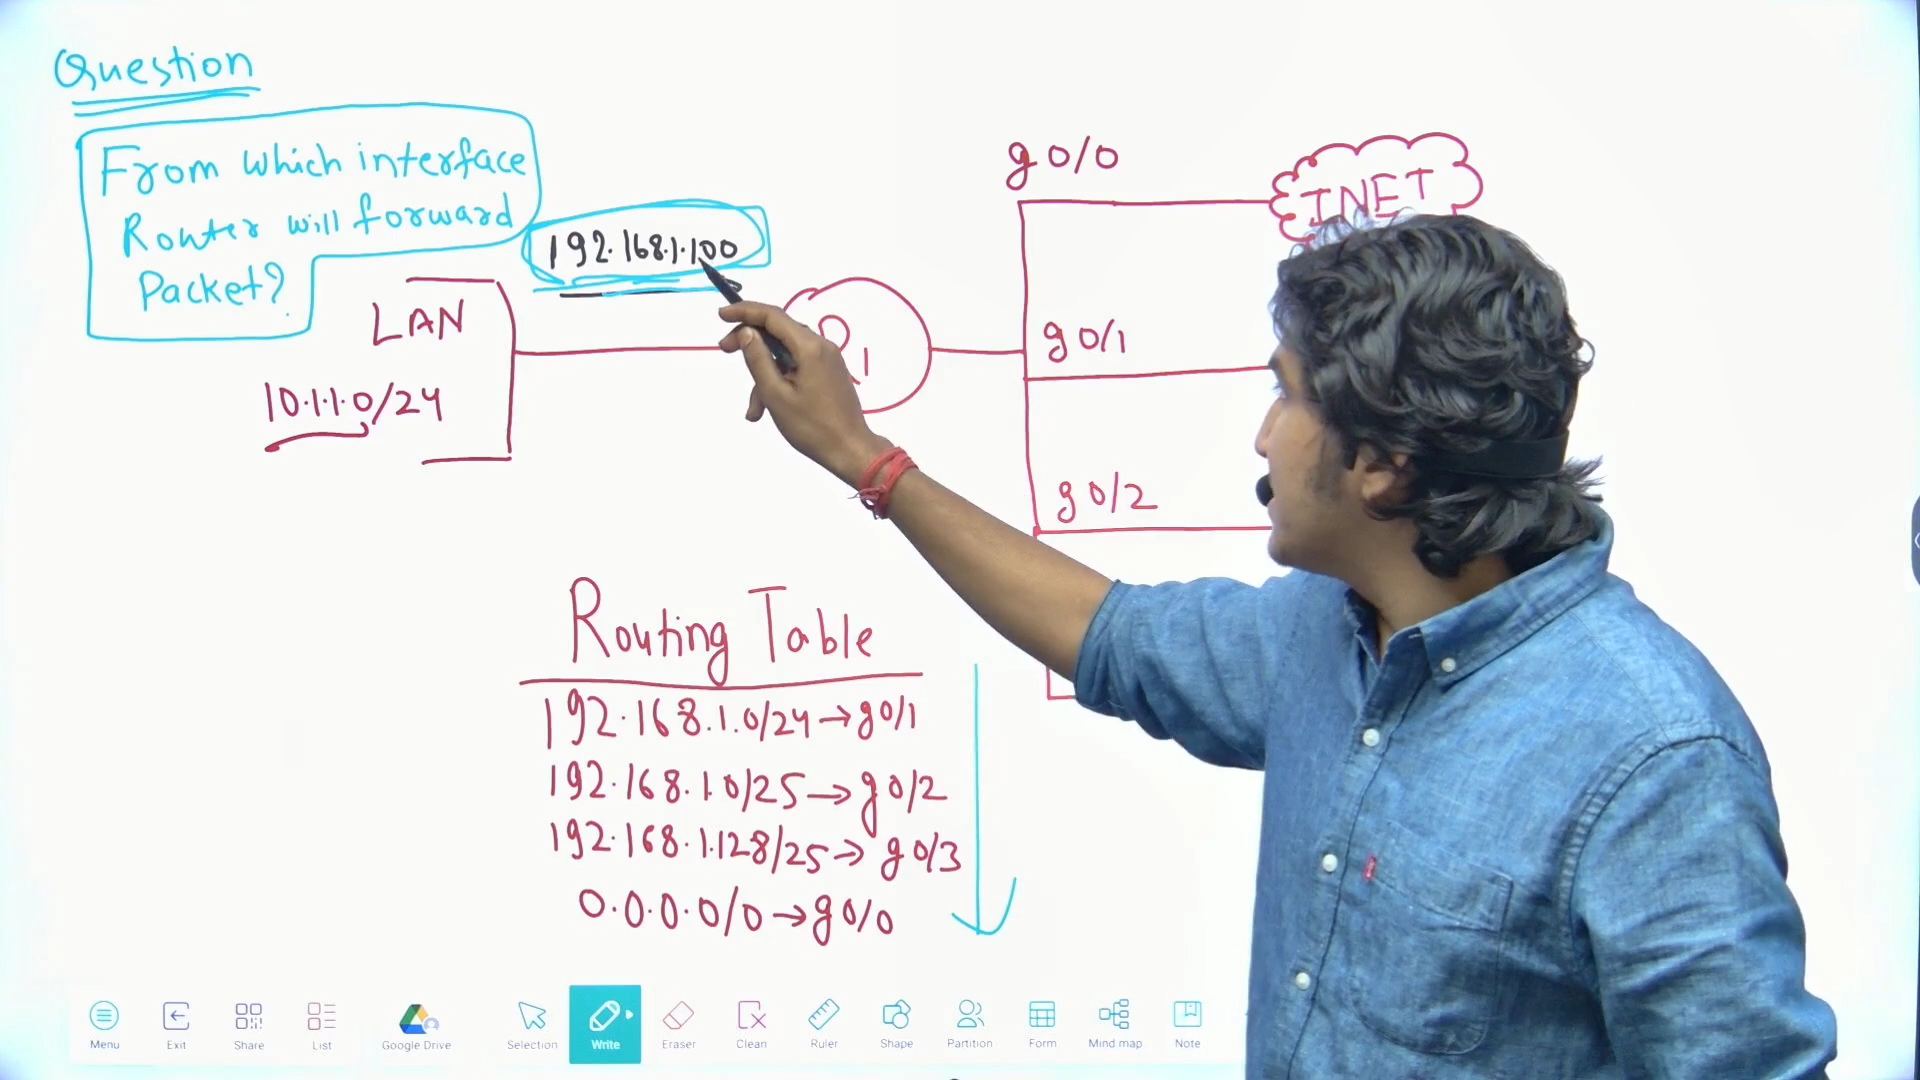 Question
From which interface
Router will forward
Packet?
192.168.1.100
LAN
10.1.1.0/24
g0/0
INET
g0/1
g0/2
Routing Table
192.168.1.0/24→g0/1
192.168.1.0/25→g0/2
192.168.1.128/25→g0/3
0.0.0.0/0→g0/0
Menu Exit Share List Google Drive Selection Write Eraser Clean Ruler Shape Partition Form Mind map Note